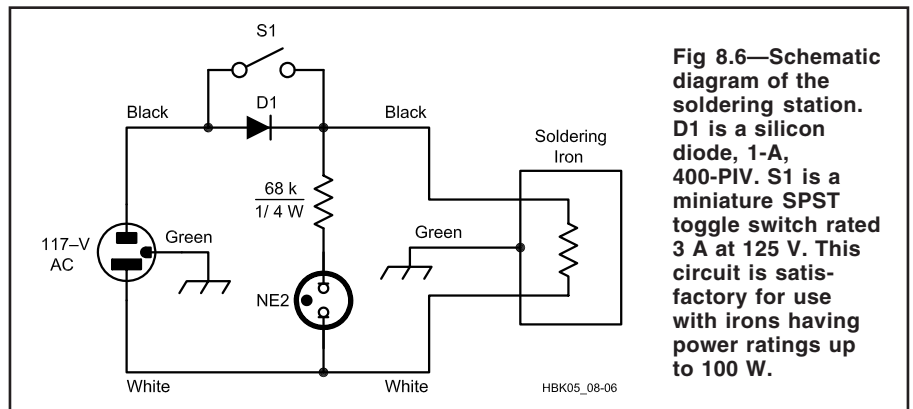 S1
D1
Black
Black
Soldering
Iron
68 k
1/ 4 W
117–V
AC
Green
Green
NE2
White
White
HBK05_08-06
Fig 8.6—Schematic
diagram of the
soldering station.
D1 is a silicon
diode, 1-A,
400-PIV. S1 is a
miniature SPST
toggle switch rated
3 A at 125 V. This
circuit is satis-
factory for use
with irons having
power ratings up
to 100 W.